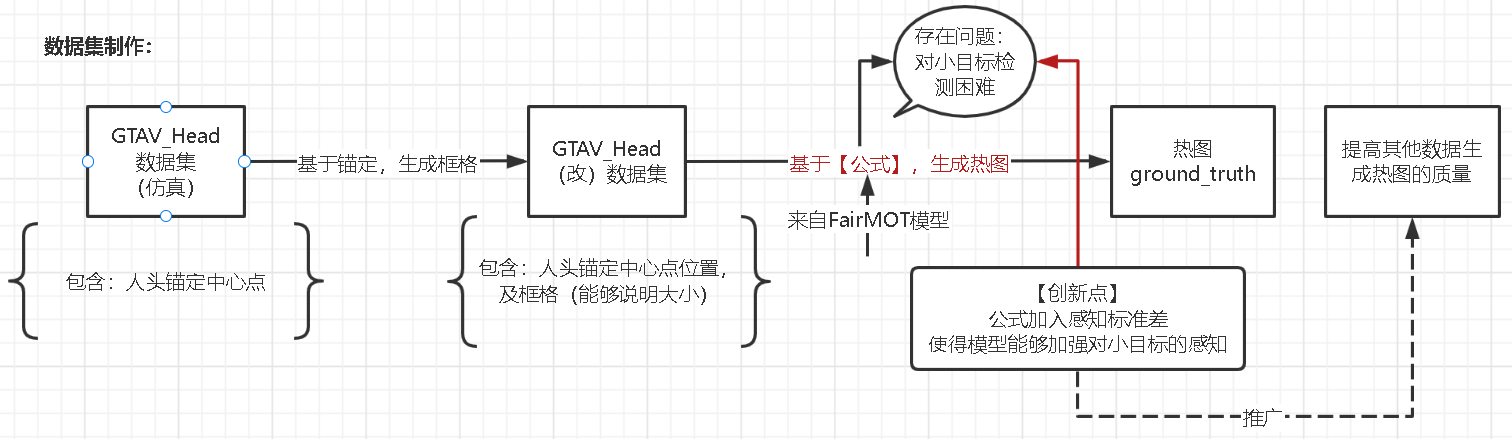 数据集制作：
存在问题：
对小目标检
测困难
GTAV_Head
数据集
（仿真）
基于锚定，生成框格
GTAV_Head
（改）数据集
基于【公式】，生成热图
热图
ground_truth
提高其他数据生
成热图的质量
来自FairMOT模型
包含：人头锚定中心点
包含：人头锚定中心点位置，
及框格（能够说明大小）
【创新点】
公式加入感知标准差
使得模型能够加强对小目标的感知
推广